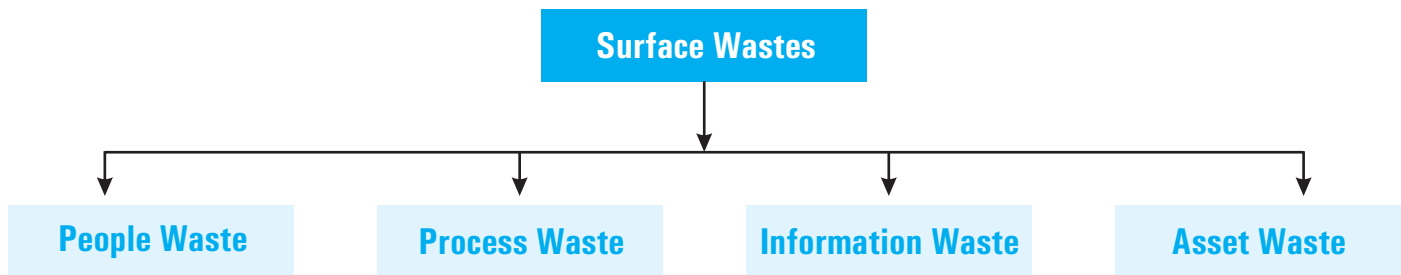 Surface Wastes
People Waste
Process Waste
Information Waste
Asset Waste